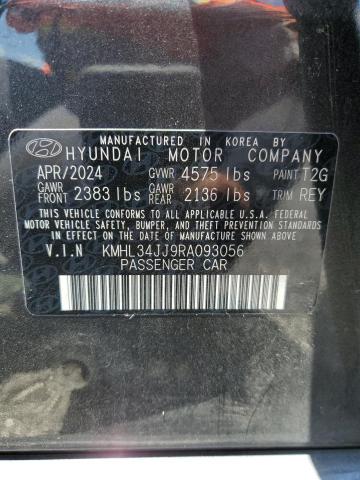 MANUFACTURED IN KOREA BY
HYUNDAI MOTOR COMPANY
APR/2024 GVWR 4575 lbs PAINT T2G
GAWR FRONT 2383 lbs GAWR REAR 2136 lbs TRIM REY
THIS VEHICLE CONFORMS TO ALL APPLICABLE U.S.A. FEDERAL
MOTOR VEHICLE SAFETY, BUMPER, AND THEFT PREVENTION STANDARDS
IN EFFECT ON THE DATE OF MANUFACTURE SHOWN ABOVE.
V.I.N KMHL34JJ9RA093056
PASSENGER CAR